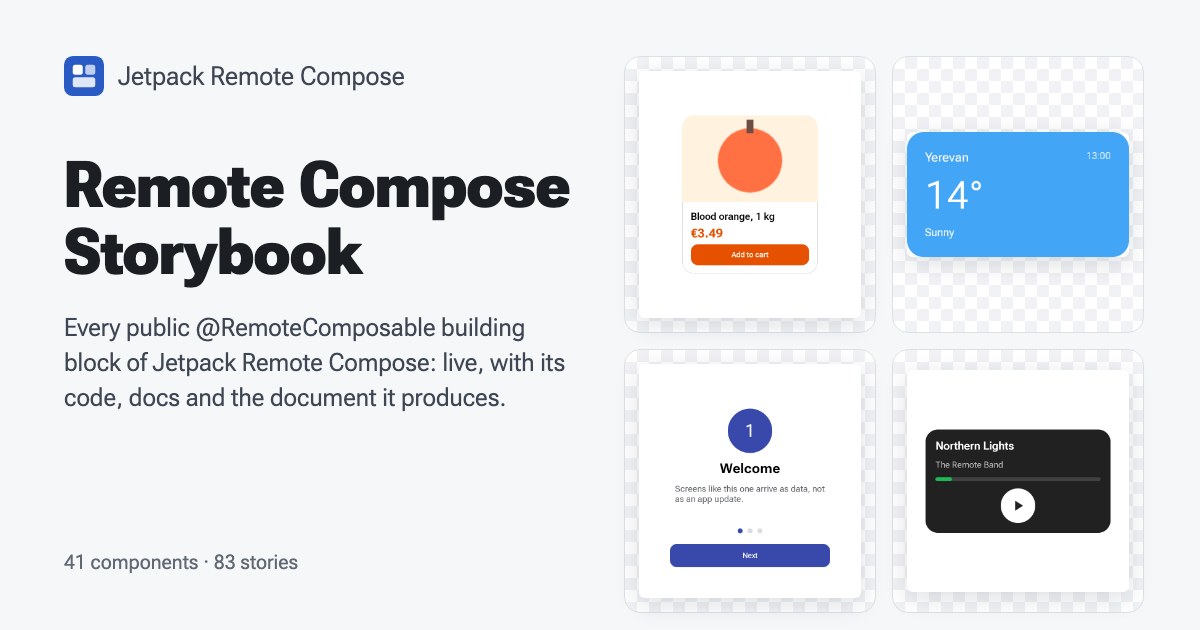 Jetpack Remote Compose
Remote Compose
Storybook
Every public @RemoteComposable building
block of Jetpack Remote Compose: live, with its
code, docs and the document it produces.
41 components · 83 stories
Blood orange, 1 kg
€3.49
Add to cart
Yerevan
13:00
14°
Sunny
1
Welcome
Screens like this one arrive as data, not
as an app update.
Next
Northern Lights
The Remote Band